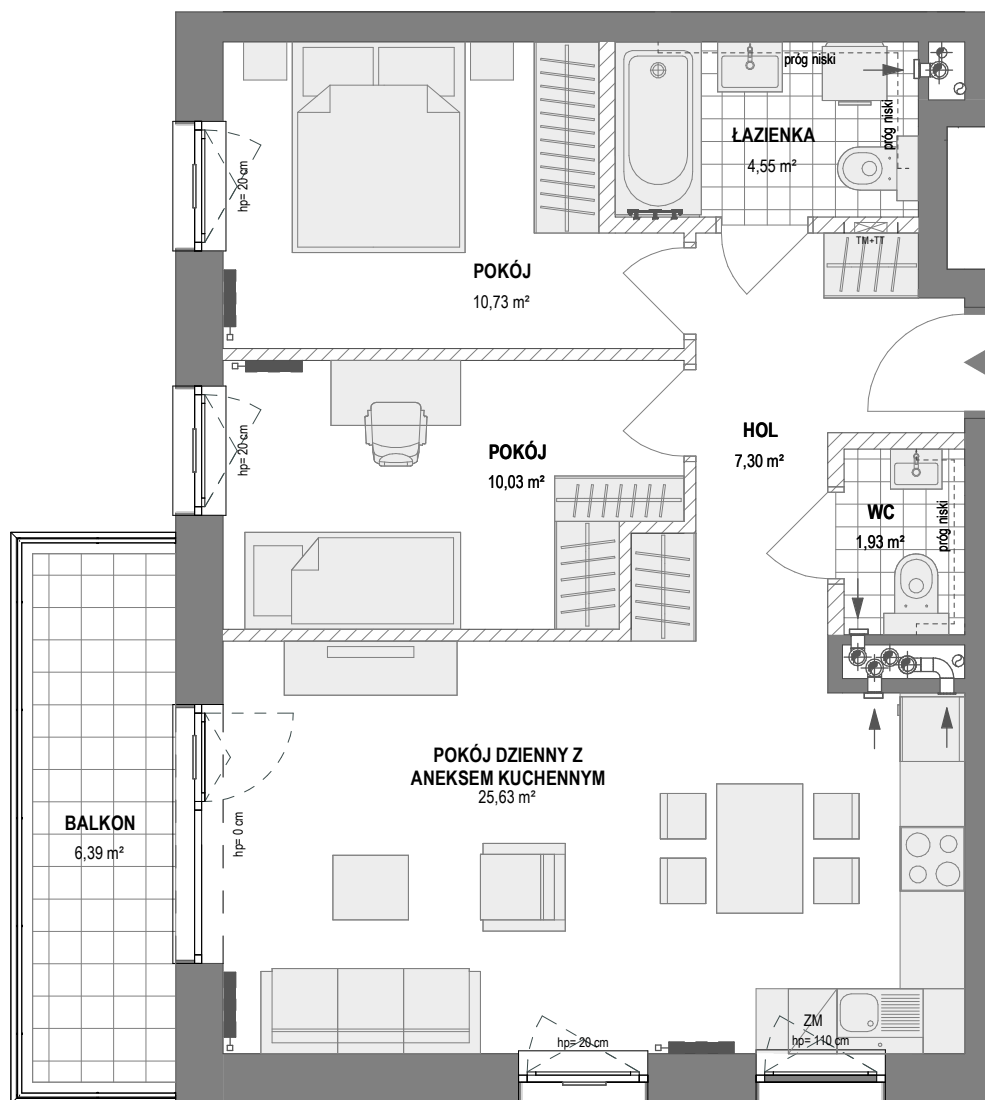 próg niski
próg niski
ŁAZIENKA
4,55 m²
hp= 20 cm
TM+TT
POKÓJ
10,73 m²
HOL
7,30 m²
POKÓJ
10,03 m²
hp= 20 cm
WC
1,93 m²
próg niski
POKÓJ DZIENNY Z
ANEKSEM KUCHENNYM
25,63 m²
BALKON
6,39 m²
hp= 0 cm
ZM
hp= 20 cm
hp= 110 cm